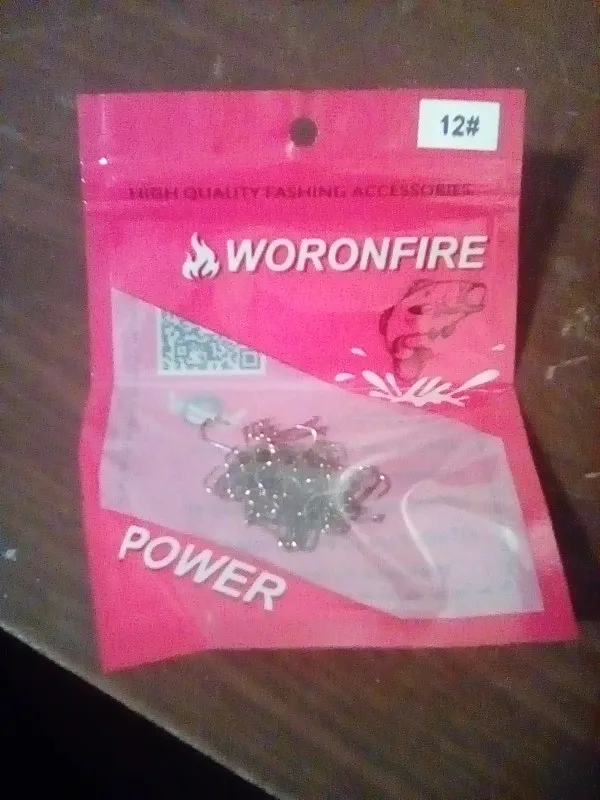 12#
HIGH QUALITY FASHING ACCESSORIES
WORONFIRE
POWER